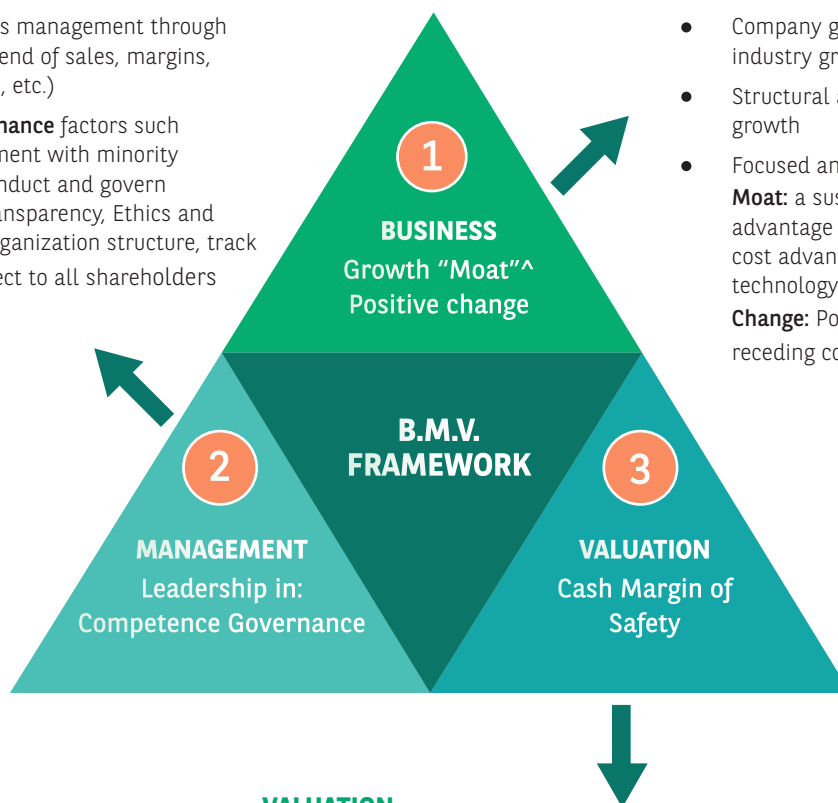 s management through
end of sales, margins,
, etc.)
nance factors such
ment with minority
nduct and govern
ansparency, Ethics and
rganization structure, track
ect to all shareholders
● Company g
industry gr
● Structural a
growth
● Focused an
Moat: a sus
advantage
cost advan
technology
Change: Po
receding co
1
BUSINESS
Growth “Moat”^
Positive change
B.M.V.
FRAMEWORK
2
MANAGEMENT
Leadership in:
Competence Governance
3
VALUATION
Cash Margin of
Safety
VALUATION